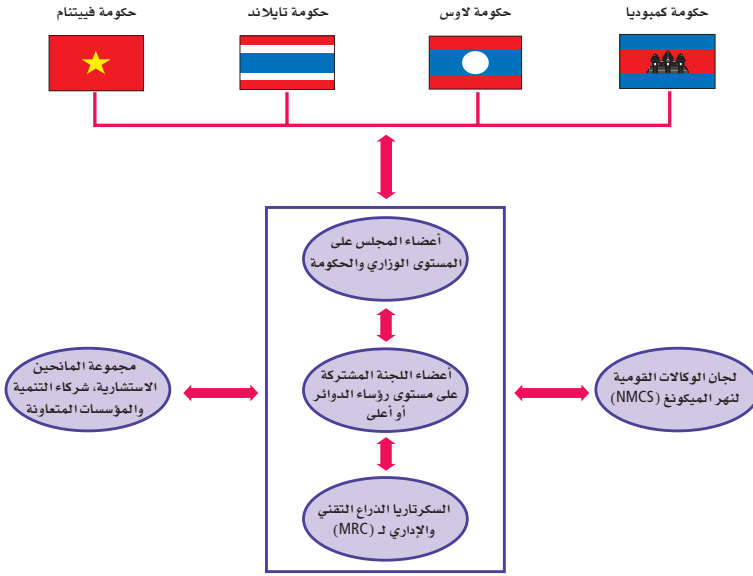 حكومة كمبوديا
حكومة لاوس
حكومة تايلاند
حكومة فييتنام
أعضاء المجلس على
المستوى الوزاري والحكومة
لجان الوكالات القومية
لنهر الميكونغ (NMCS)
أعضاء اللجنة المشتركة
على مستوى رؤساء الدوائر
أو أعلى
مجموعة المانحين
الاستشارية، شركاء التنمية
والمؤسسات المتعاونة
السكرتاريا الذراع التقني
والإداري لـ (MRC)